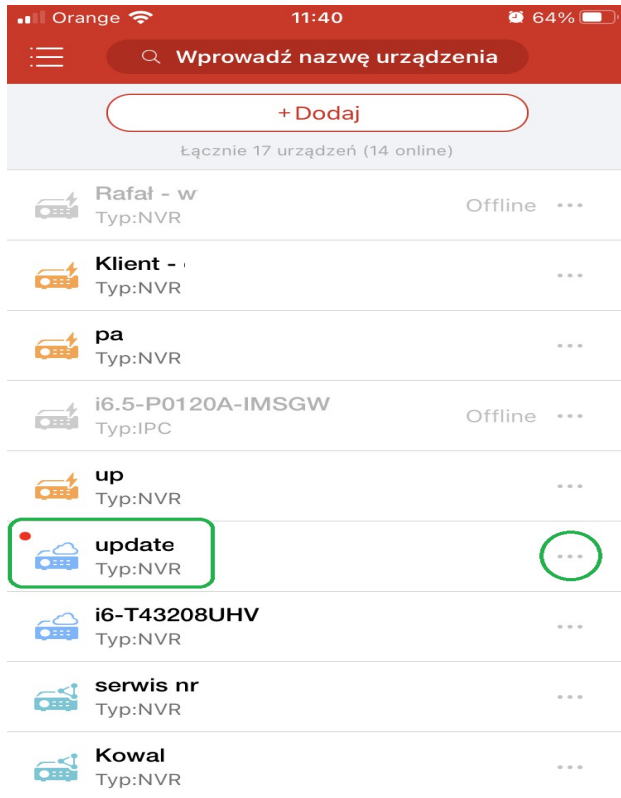 Orange 11:40 64%
Wprowadź nazwę urządzenia
+Dodaj
Łącznie 17 urządzeń (14 online)
Rafał - w
Typ:NVR
Offline
Klient -
Typ:NVR
pa
Typ:NVR
i6.5-P0120A-IMSGW
Typ:IPC
Offline
up
Typ:NVR
update
Typ:NVR
i6-T43208UHV
Typ:NVR
serwis nr
Typ:NVR
Kowal
Typ:NVR